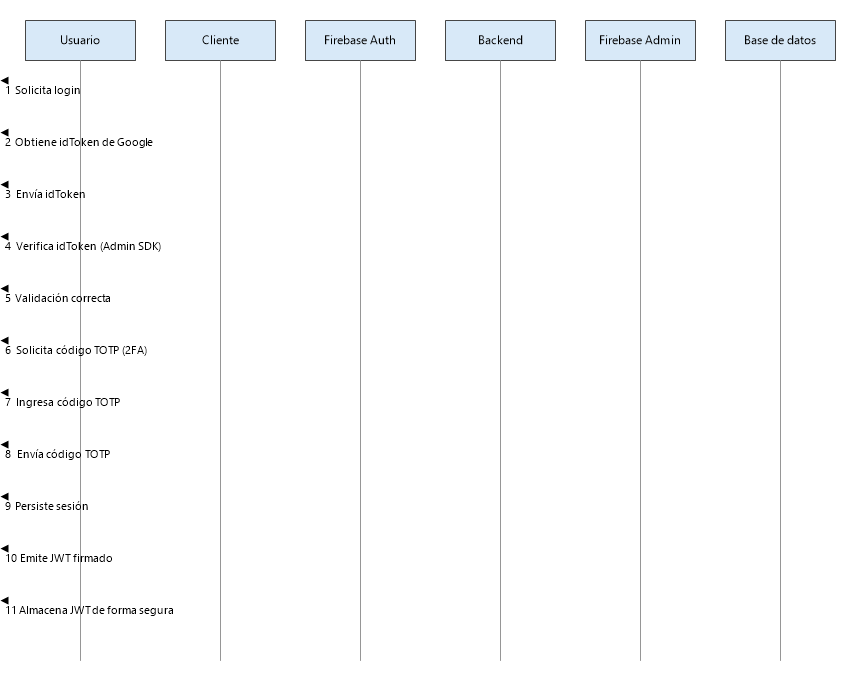 Usuario
Cliente
Firebase Auth
Backend
Firebase Admin
Base de datos
1 Solicita login
2 Obtiene idToken de Google
3 Envía idToken
4 Verifica idToken (Admin SDK)
5 Validación correcta
6 Solicita código TOTP (2FA)
7 Ingresa código TOTP
8 Envía código TOTP
9 Persiste sesión
10 Emite JWT firmado
11 Almacena JWT de forma segura